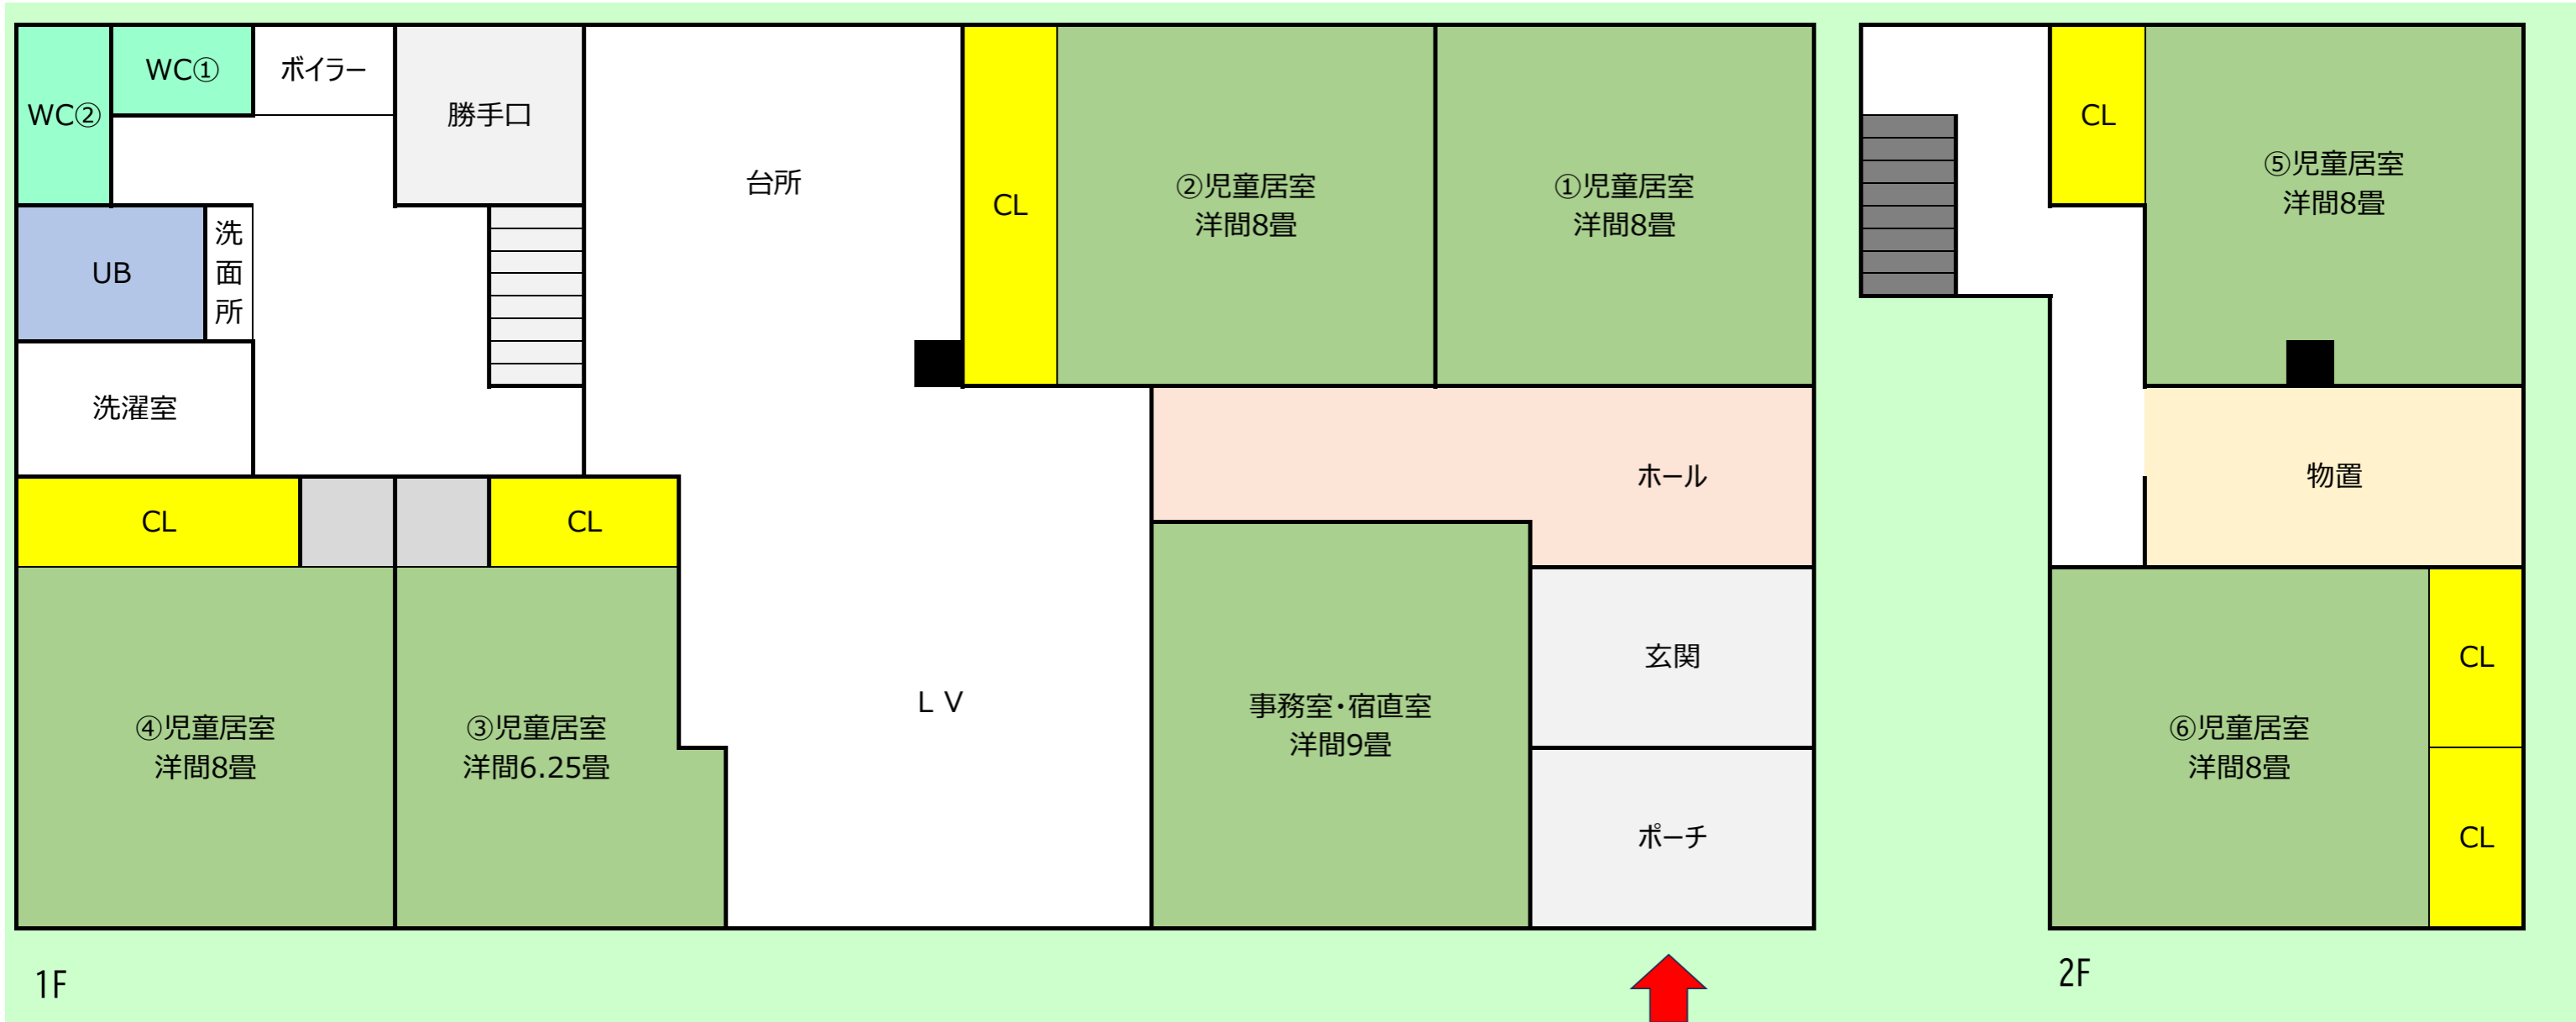 WC①
ボイラー
WC②
勝手口
台所
CL
②児童居室
洋間8畳
①児童居室
洋間8畳
UB
洗
面
所
洗濯室
ホール
CL
CL
④児童居室
洋間8畳
③児童居室
洋間6.25畳
ＬＶ
事務室・宿直室
洋間9畳
玄関
ポーチ
1F
CL
⑤児童居室
洋間8畳
物置
⑥児童居室
洋間8畳
CL
CL
2F